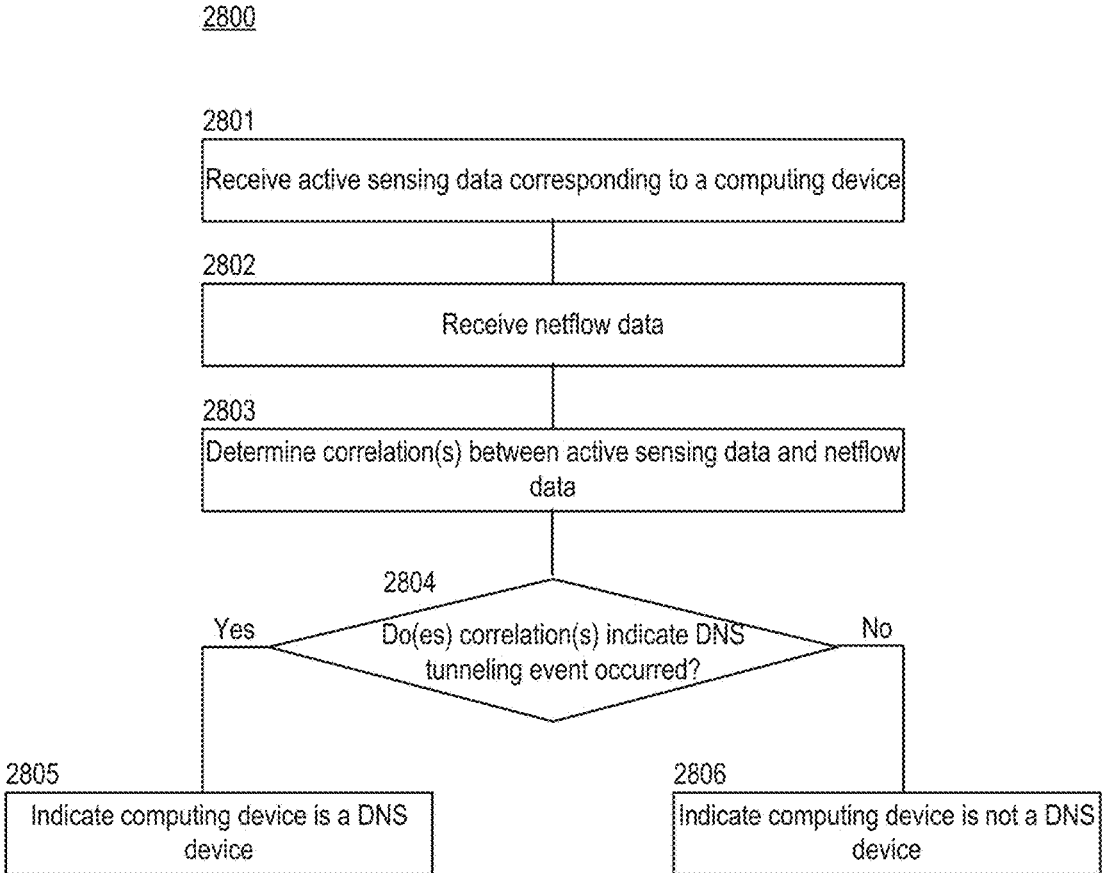 2800
2801
Receive active sensing data corresponding to a computing device
2802
Receive netflow data
2803
Determine correlation(s) between active sensing data and netflow
data
2804
Yes
Do(es) correlation(s) indicate DNS
tunneling event occurred?
No
2805
Indicate computing device is a DNS
device
2806
Indicate computing device is not a DNS
device